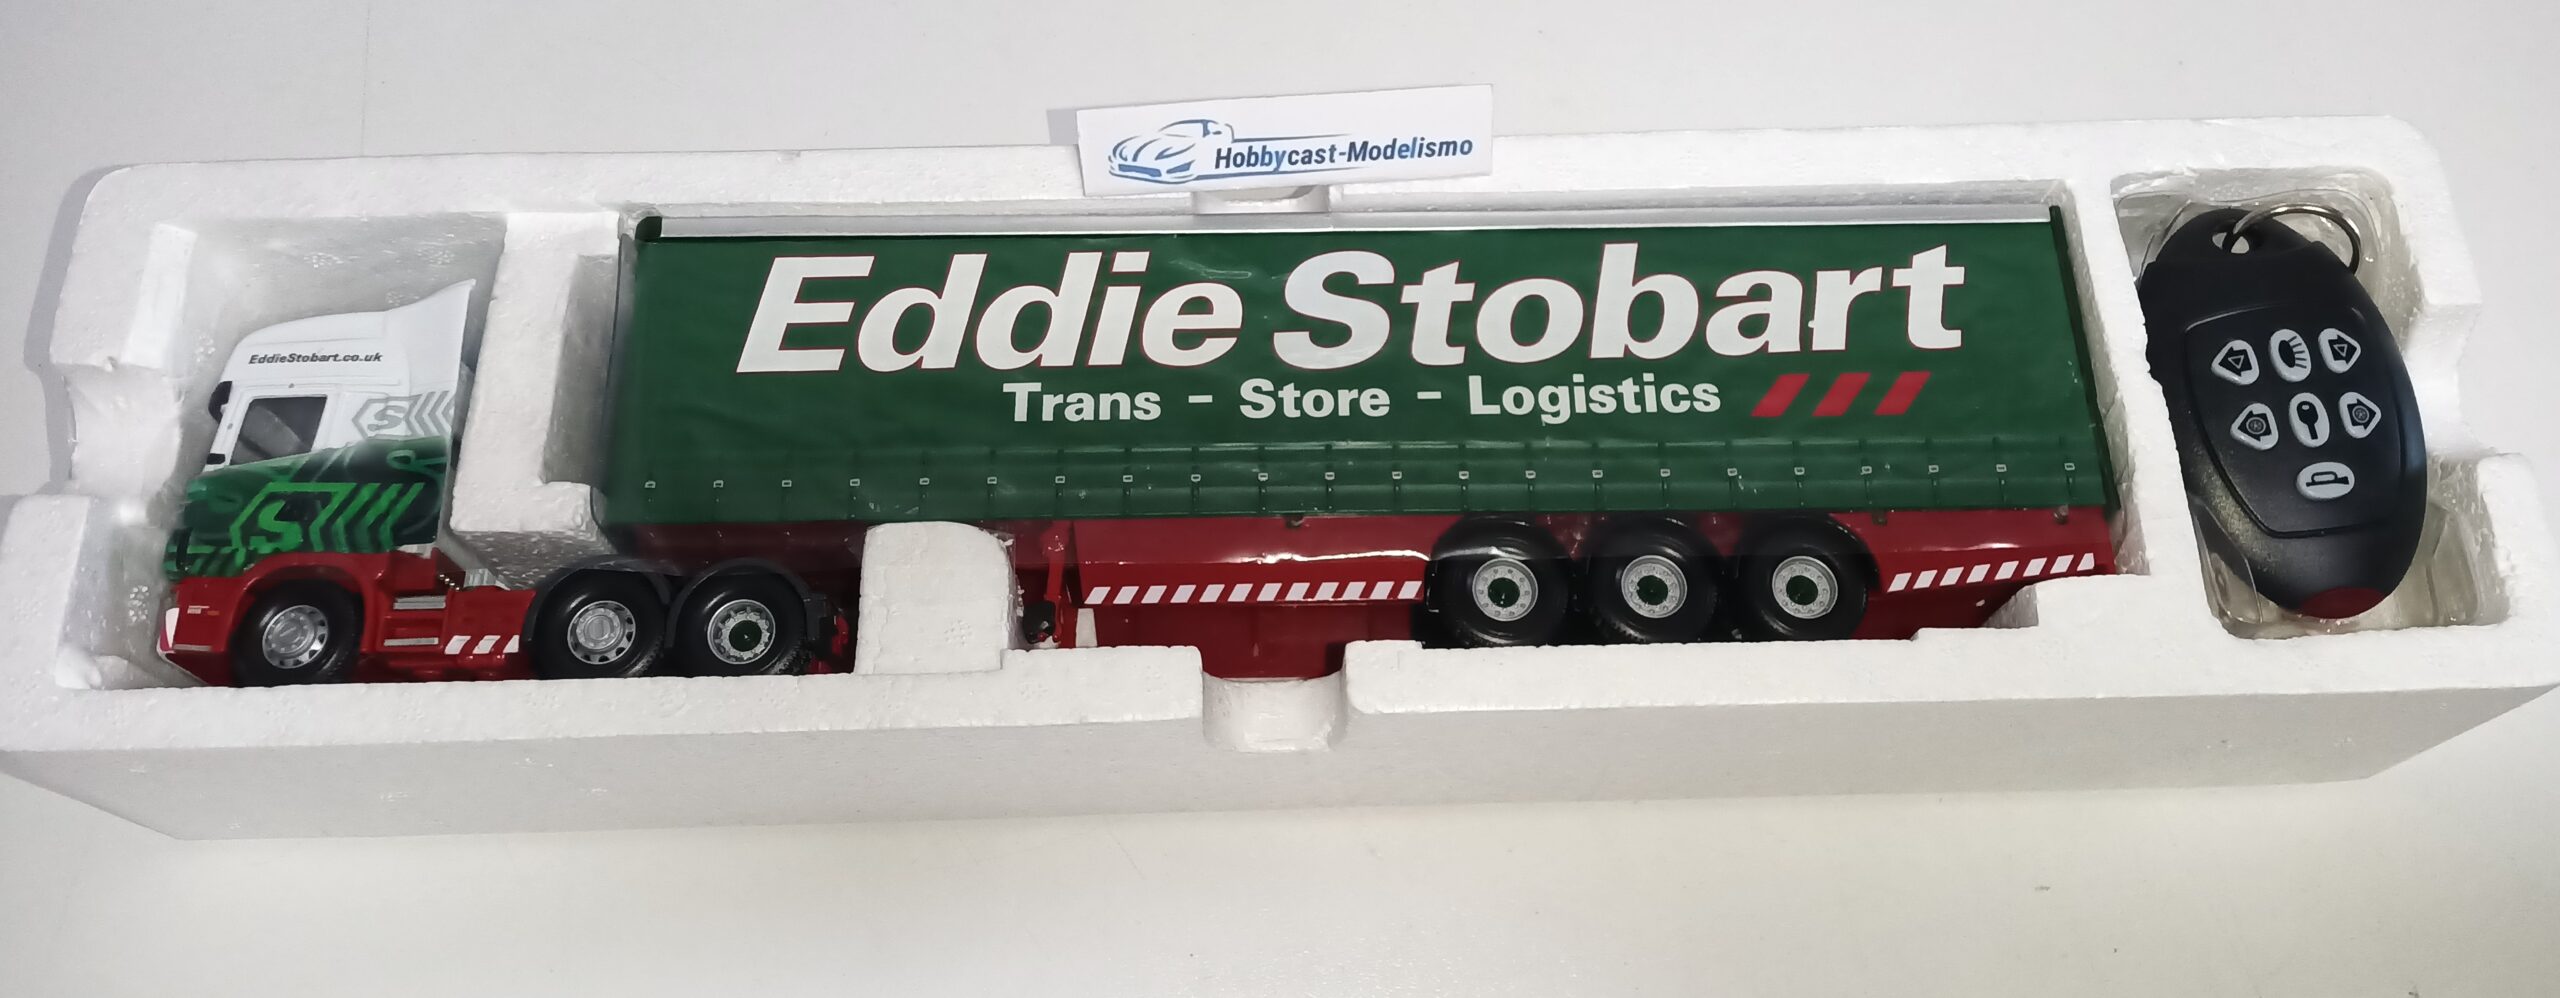 Hobbycast-Modelismo
Eddie Stobart
Trans - Store - Logistics
EddieStobart.co.uk
S
S